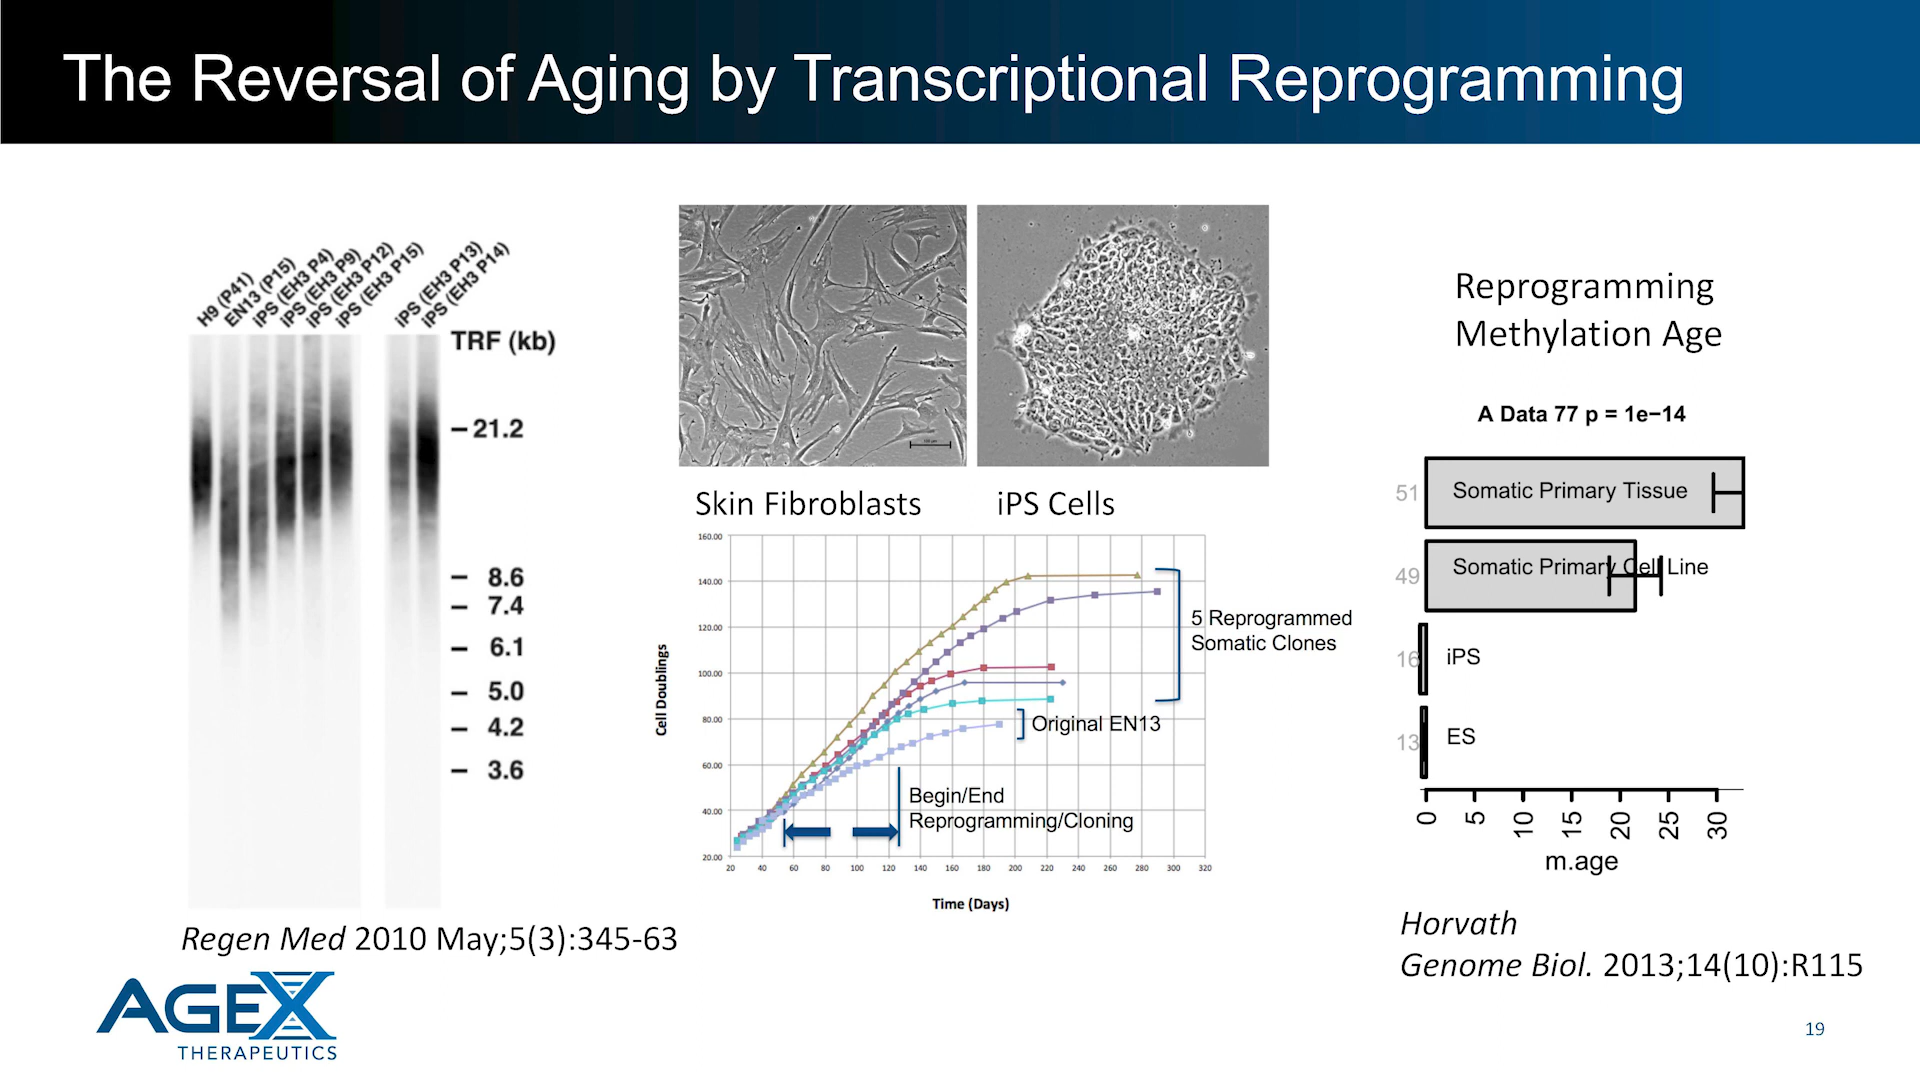 The Reversal of Aging by Transcriptional Reprogramming
H9 (P41)
EN13 (P15)
iPS (EH3 P4)
iPS (EH3 P9)
iPS (EH3 P12)
iPS (EH3 P15)
iPS (EH3 P13)
iPS (EH3 P14)
TRF (kb)
21.2
8.6
7.4
6.1
5.0
4.2
3.6
Regen Med 2010 May;5(3):345-63
Skin Fibroblasts
iPS Cells
160.00
140.00
120.00
100.00
80.00
60.00
40.00
20.00
Cell Doublings
20 40 60 80 100 120 140 160 180 200 220 240 260 280 300 320
Time (Days)
5 Reprogrammed
Somatic Clones
Original EN13
Begin/End
Reprogramming/Cloning
Reprogramming
Methylation Age
A Data 77 p = 1e−14
51 Somatic Primary Tissue
49 Somatic Primary Cell Line
16 iPS
13 ES
0 5 10 15 20 25 30
m.age
Horvath
Genome Biol. 2013;14(10):R115
AGEX
THERAPEUTICS
19